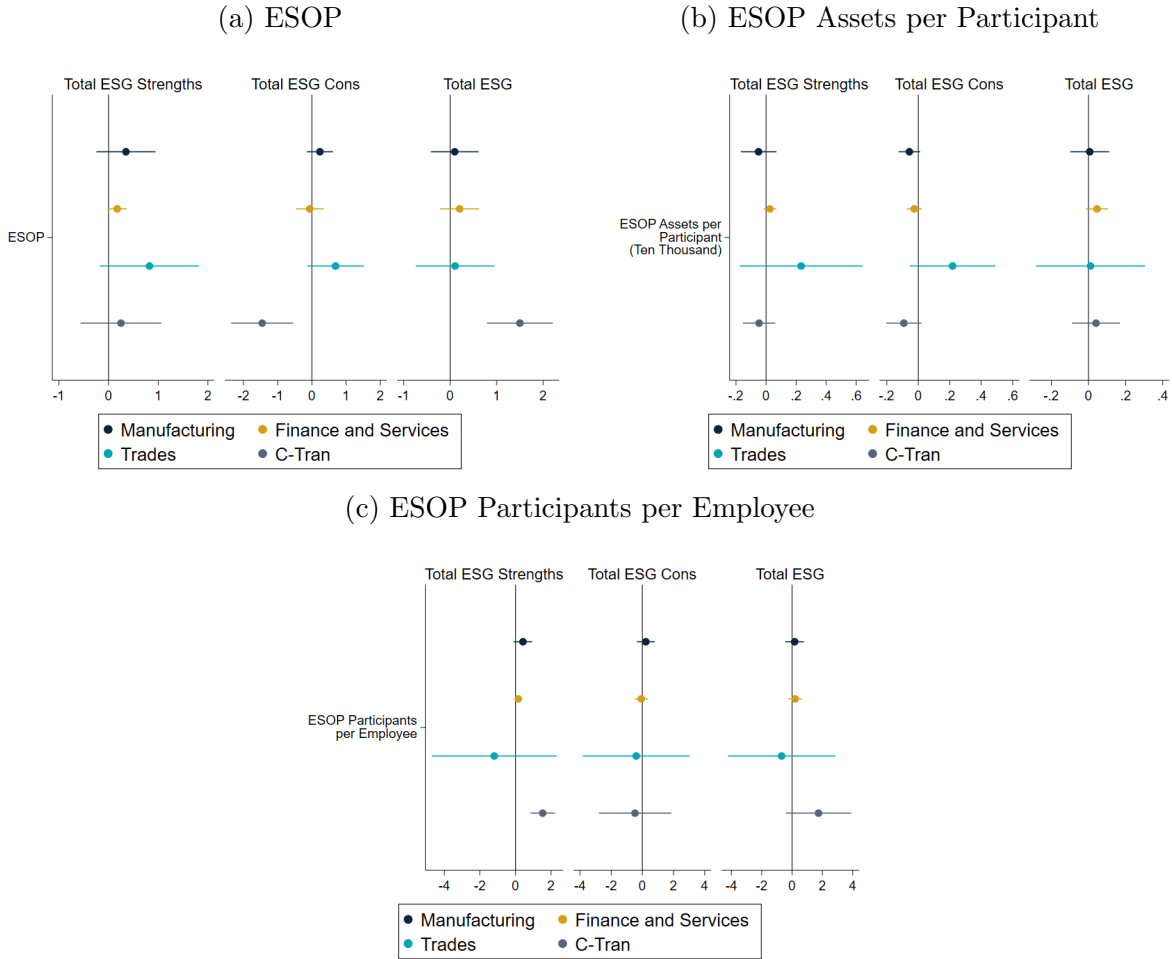 (a) ESOP
Total ESG Strengths Total ESG Cons Total ESG
ESOP
-1 0 1 2 -2 -1 0 1 2 -1 0 1 2
Manufacturing Finance and Services
Trades C-Tran
(b) ESOP Assets per Participant
Total ESG Strengths Total ESG Cons Total ESG
ESOP Assets per
Participant
(Ten Thousand)
-.2 0 .2 .4 .6 -.2 0 .2 .4 .6 -.2 0 .2 .4
Manufacturing Finance and Services
Trades C-Tran
(c) ESOP Participants per Employee
Total ESG Strengths Total ESG Cons Total ESG
ESOP Participants
per Employee
-4 -2 0 2 -4 -2 0 2 4 -4 -2 0 2 4
Manufacturing Finance and Services
Trades C-Tran